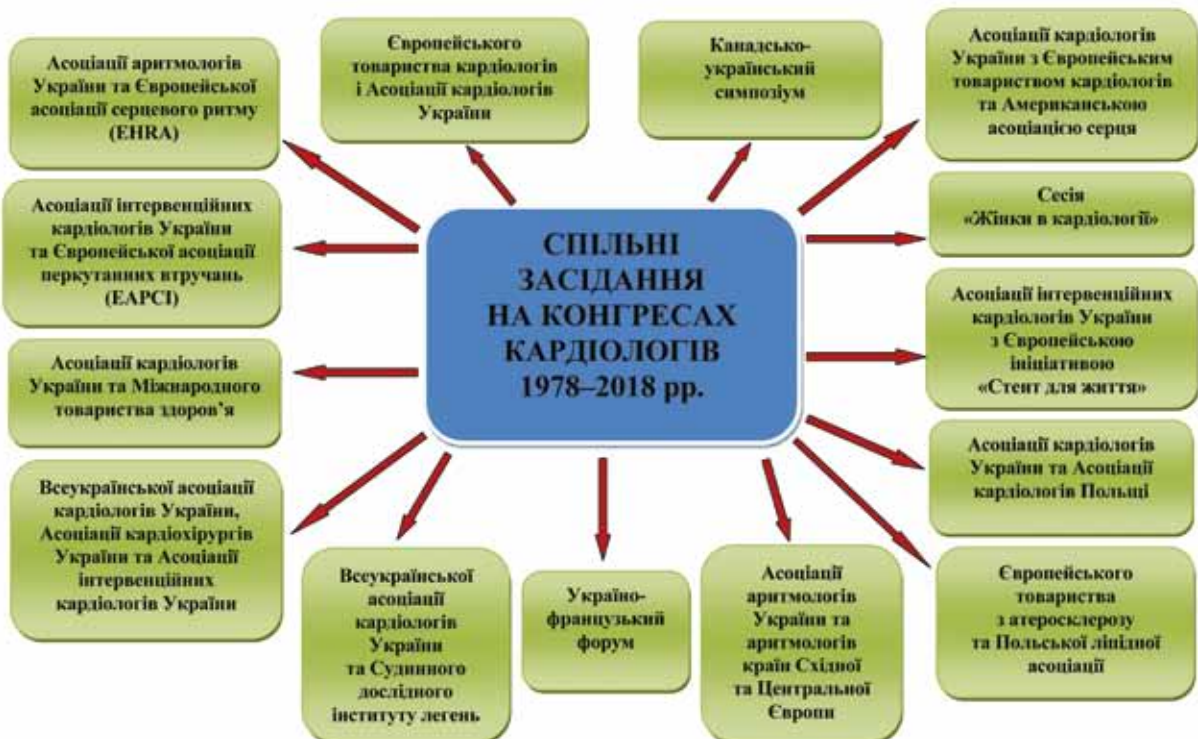 Асоціації аритмологів
України та Європейської
асоціації серцевого ритму
(EHRA)
Європейського
товариства кардіологів
і Асоціації кардіологів
України
Канадсько-
український
симпозіум
Асоціації кардіологів
України з Європейським
товариством кардіологів
та Американською
асоціацією серця
Асоціації інтервенційних
кардіологів України
та Європейської асоціації
перкутанних втручань
(EAPCI)
СПІЛЬНІ
ЗАСІДАННЯ
НА КОНГРЕСАХ
КАРДІОЛОГІВ
1978–2018 рр.
Сесія
«Жінки в кардіології»
Асоціації інтервенційних
кардіологів України
з Європейською
ініціативою
«Стент для життя»
Асоціації кардіологів
України та Міжнародного
товариства здоров’я
Асоціації кардіологів
України та Асоціації
кардіологів Польщі
Всеукраїнської асоціації
кардіологів України,
Асоціації кардіохірургів
України та Асоціації
інтервенційних
кардіологів України
Всеукраїнської
асоціації
кардіологів
України
та Судинного
дослідного
інституту легень
Україно-
французький
форум
Асоціації
аритмологів
України та
аритмологів
країн Східної
та Центральної
Європи
Європейського
товариства
з атеросклерозу
та Польської ліпідної
асоціації